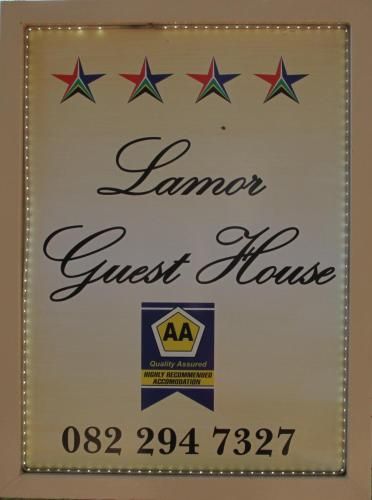 Lamor
Guest House
AA
Quality Assured
HIGHLY RECOMMENDED
ACCOMODATION
082 294 7327